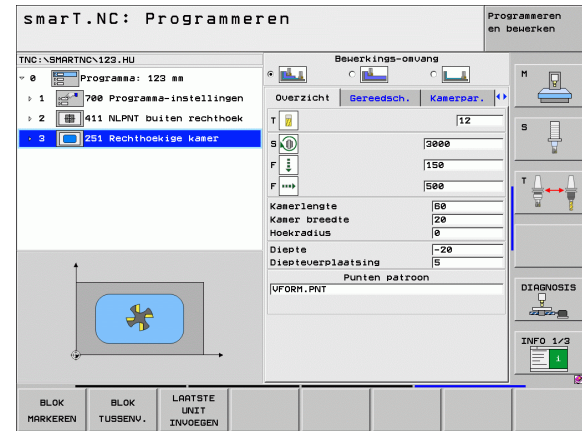 smarT.NC: Programmeren
Programmeren
en bewerken
TNC:\SMARTNC\123.HU
0 Programma: 123 mm
1 700 Programma-instellingen
2 411 NLPNT buiten rechthoek
3 251 Rechthoekige kamer
Bewerkings-omvang
Overzicht Gereedsch. Kamerpar.
T 12
S 3000
F 150
F 500
Kamerlengte 60
Kamer breedte 20
Hoekradius 0
Diepte -20
Diepteverplaatsing 5
Punten patroon
VFORM.PNT
M
S
T
DIAGNOSIS
INFO 1/3
1
BLOK
MARKEREN
BLOK
TUSSENV.
LAATSTE
UNIT
INVOEGEN